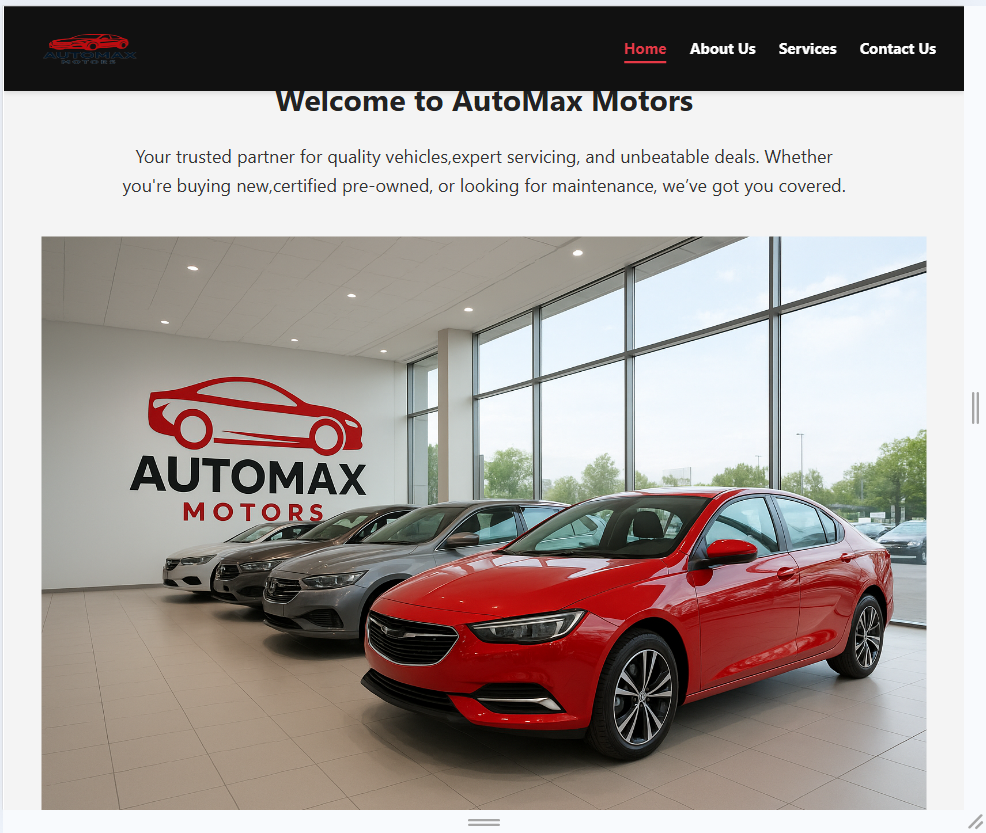 AUTOMAX
MOTORS
Home About Us Services Contact Us
Welcome to AutoMax Motors
Your trusted partner for quality vehicles,expert servicing, and unbeatable deals. Whether
you're buying new,certified pre-owned, or looking for maintenance, we’ve got you covered.
AUTOMAX
MOTORS